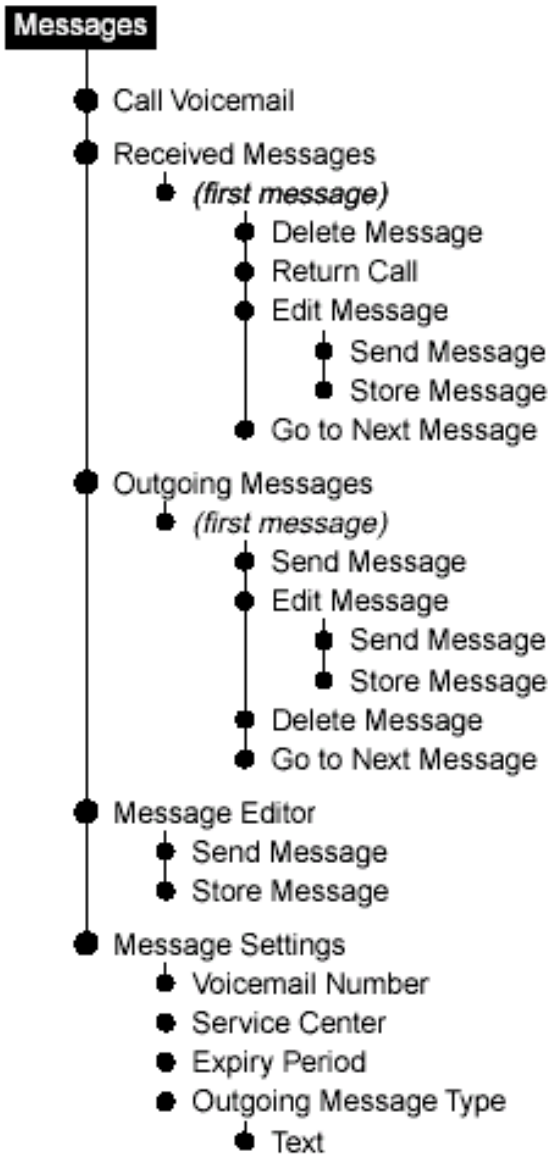 Messages
Call Voicemail
Received Messages
(first message)
Delete Message
Return Call
Edit Message
Send Message
Store Message
Go to Next Message
Outgoing Messages
(first message)
Send Message
Edit Message
Send Message
Store Message
Delete Message
Go to Next Message
Message Editor
Send Message
Store Message
Message Settings
Voicemail Number
Service Center
Expiry Period
Outgoing Message Type
Text